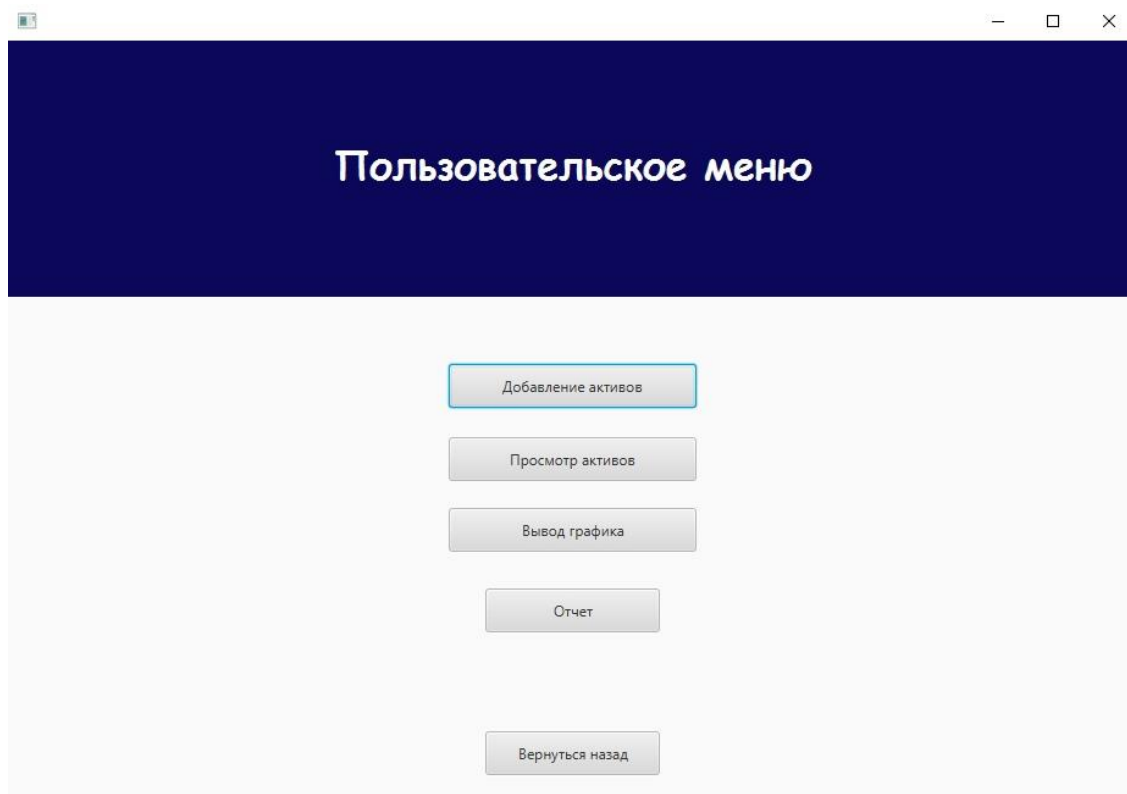 Пользовательское меню
Добавление активов
Просмотр активов
Вывод графика
Отчет
Вернуться назад